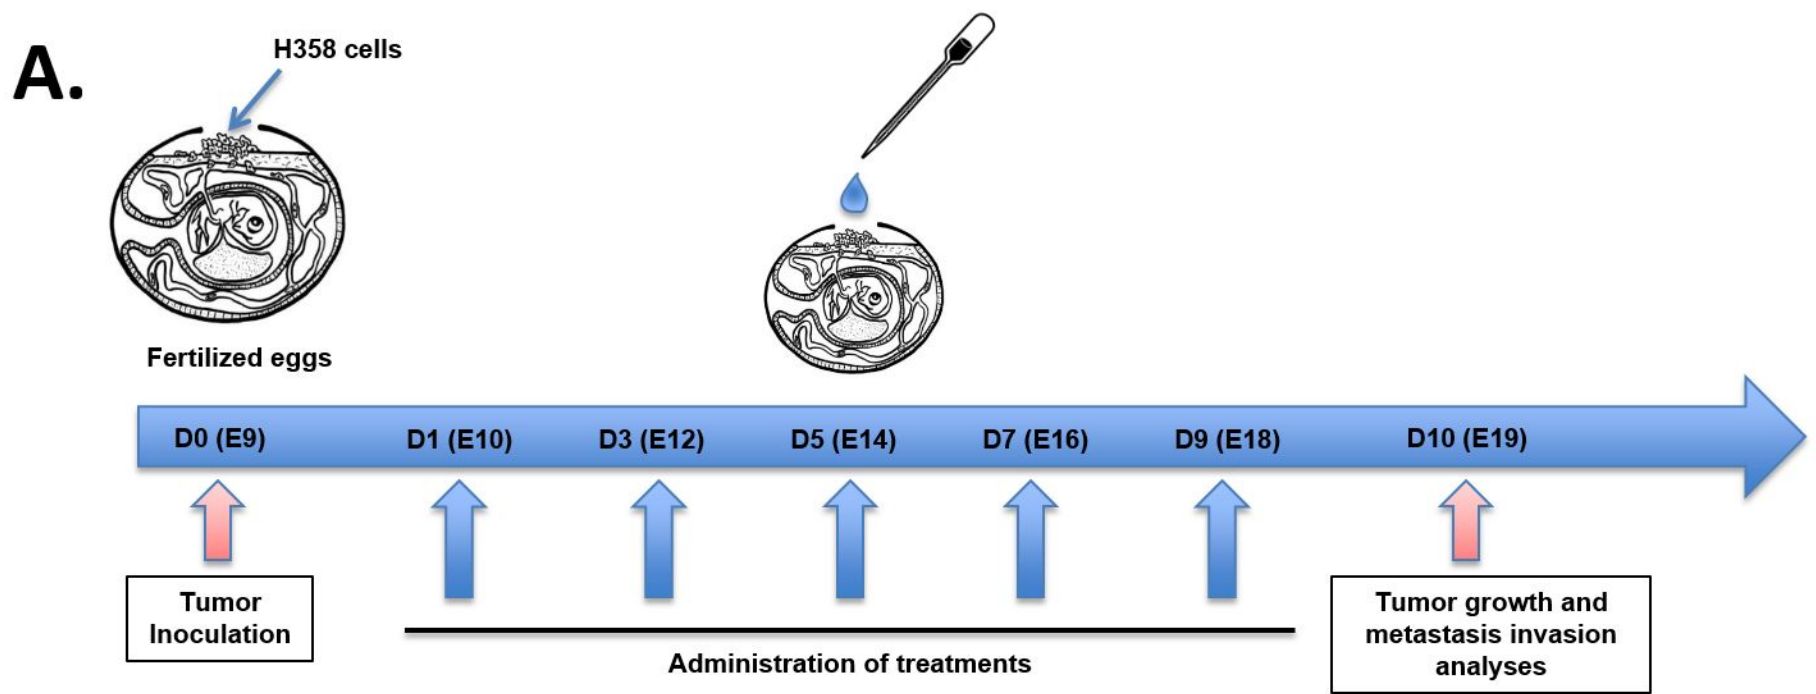 A.
H358 cells
Fertilized eggs
D0 (E9)
D1 (E10)
D3 (E12)
D5 (E14)
D7 (E16)
D9 (E18)
D10 (E19)
Tumor
Inoculation
Administration of treatments
Tumor growth and
metastasis invasion
analyses